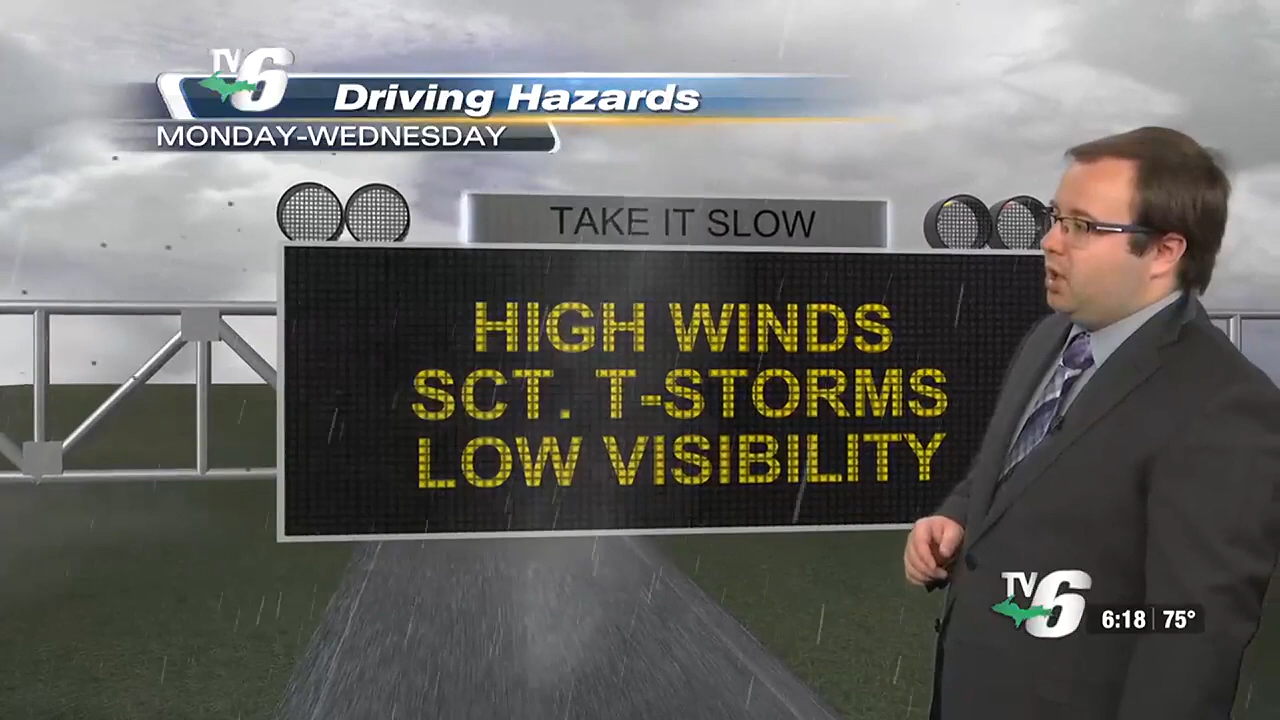 TV6
Driving Hazards
MONDAY-WEDNESDAY
TAKE IT SLOW
HIGH WINDS
SCT. T-STORMS
LOW VISIBILITY
TV6
6:18 75°